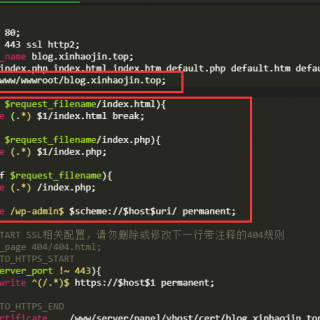 80;
443 ssl http2;
_name blog.xinhaojin.top;
index.php index.html index.htm default.php default.htm defau
www/wwwroot/blog.xinhaojin.top;
$request_filename/index.html){
e (.*) $1/index.html break;
$request_filename/index.php){
e (.*) $1/index.php;
f $request_filename){
e (.*) /index.php;
e /wp-admin$ $scheme://$host$uri/ permanent;
TART SSL相关配置，请勿删除或修改下一行带注释的404规则
_page 404/404.html;
TO_HTTPS_START
erver_port !~ 443){
write ^(/.*)$ https://$host$1 permanent;
TO_HTTPS_END
rtificate /www/server/panel/vhost/cert/blog.xinhaojin.top